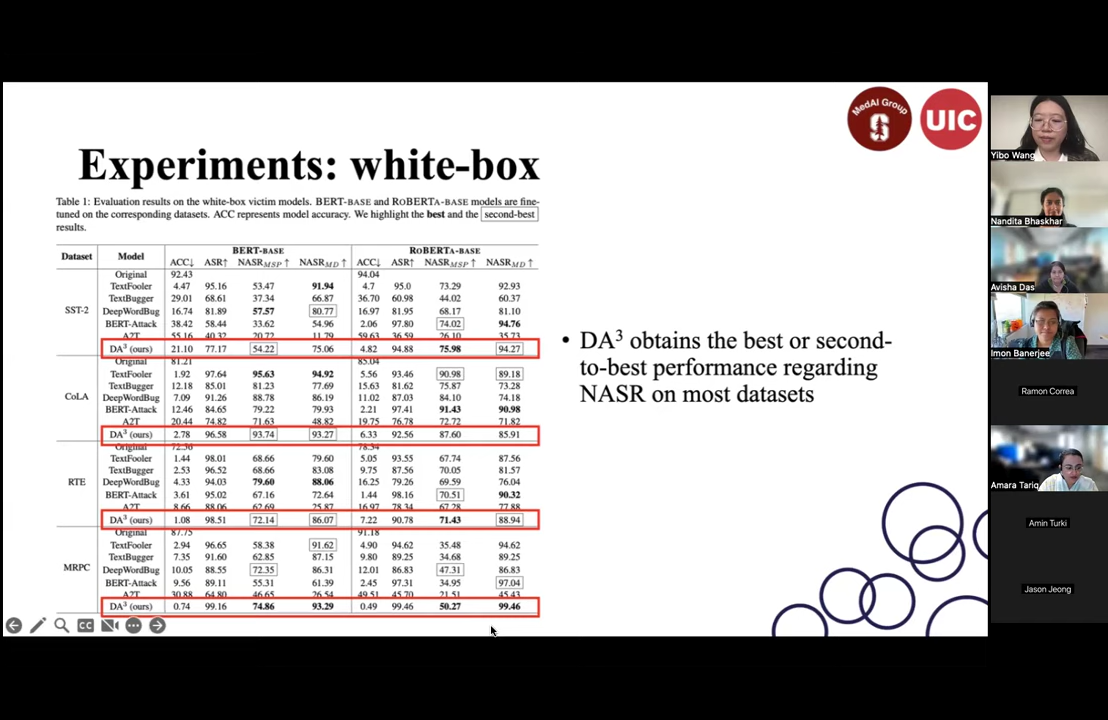 MedAI Group
UIC
Experiments: white-box
Table 1: Evaluation results on the white-box victim models. BERT-BASE and ROBERTA-BASE models are fine-
tuned on the corresponding datasets. ACC represents model accuracy. We highlight the best and the second-best
results.
Dataset Model BERT-BASE ROBERTA-BASE
ACC↓ ASR↑ NASR_MSP ↑ NASR_MD ↑ ACC↓ ASR↑ NASR_MSP ↑ NASR_MD ↑
SST-2
Original 92.43 94.04
TextFooler 4.47 95.16 53.47 91.94 4.7 95.0 73.29 92.93
TextBugger 29.01 68.61 37.34 66.87 36.70 60.98 44.02 60.37
DeepWordBug 16.74 81.89 57.57 80.77 16.97 81.95 68.17 81.10
BERT-Attack 38.42 58.44 33.62 54.96 2.06 97.80 74.02 94.76
A2T 55.16 40.32 20.72 11.79 59.63 36.59 26.10 35.73
DA³ (ours) 21.10 77.17 54.22 75.06 4.82 94.88 75.98 94.27
CoLA
Original 81.21 85.04
TextFooler 1.92 97.64 95.63 94.92 5.56 93.46 90.98 89.18
TextBugger 12.18 85.01 81.23 77.69 15.63 81.62 75.87 73.28
DeepWordBug 7.09 91.26 88.78 86.19 11.02 87.03 84.10 74.18
BERT-Attack 12.46 84.65 79.22 79.93 2.21 97.41 91.43 90.98
A2T 20.44 74.82 71.63 48.82 19.75 76.78 72.72 71.82
DA³ (ours) 2.78 96.58 93.74 93.27 6.33 92.56 87.60 85.91
RTE
Original 72.56 78.34
TextFooler 1.44 98.01 68.66 79.60 5.05 93.55 67.74 87.56
TextBugger 2.53 96.52 68.66 83.08 9.75 87.56 70.05 81.57
DeepWordBug 4.33 94.03 79.60 88.06 16.25 79.26 69.59 76.04
BERT-Attack 3.61 95.02 67.16 72.64 1.44 98.16 70.51 90.32
A2T 8.66 88.06 62.69 25.87 16.97 78.34 67.28 77.88
DA³ (ours) 1.08 98.51 72.14 86.07 7.22 90.78 71.43 88.94
MRPC
Original 87.75 91.18
TextFooler 2.94 96.65 58.38 91.62 4.90 94.62 35.48 94.62
TextBugger 7.35 91.60 62.85 87.15 9.80 89.25 34.68 89.25
DeepWordBug 10.05 88.55 72.35 86.31 12.01 86.83 47.31 86.83
BERT-Attack 9.56 89.11 55.31 61.39 2.45 97.31 34.95 97.04
A2T 30.88 64.80 46.65 26.54 49.51 45.70 21.51 45.43
DA³ (ours) 0.74 99.16 74.86 93.29 0.49 99.46 50.27 99.46
• DA³ obtains the best or second-
to-best performance regarding
NASR on most datasets
CC
Yibo Wang
Nandita Bhaskhar
Avisha Das
Imon Banerjee
Ramon Correa
Amara Tariq
Amin Turki
Jason Jeong